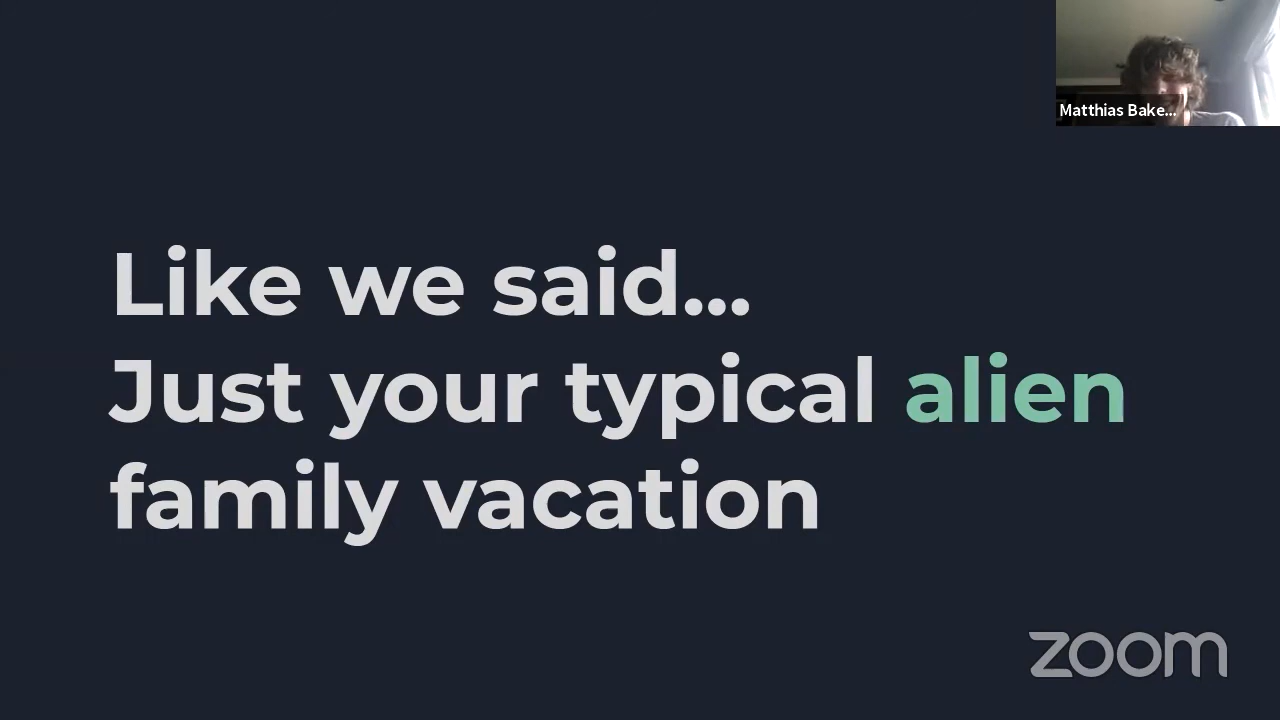 Matthias Bake...
Like we said...
Just your typical alien
family vacation
zoom